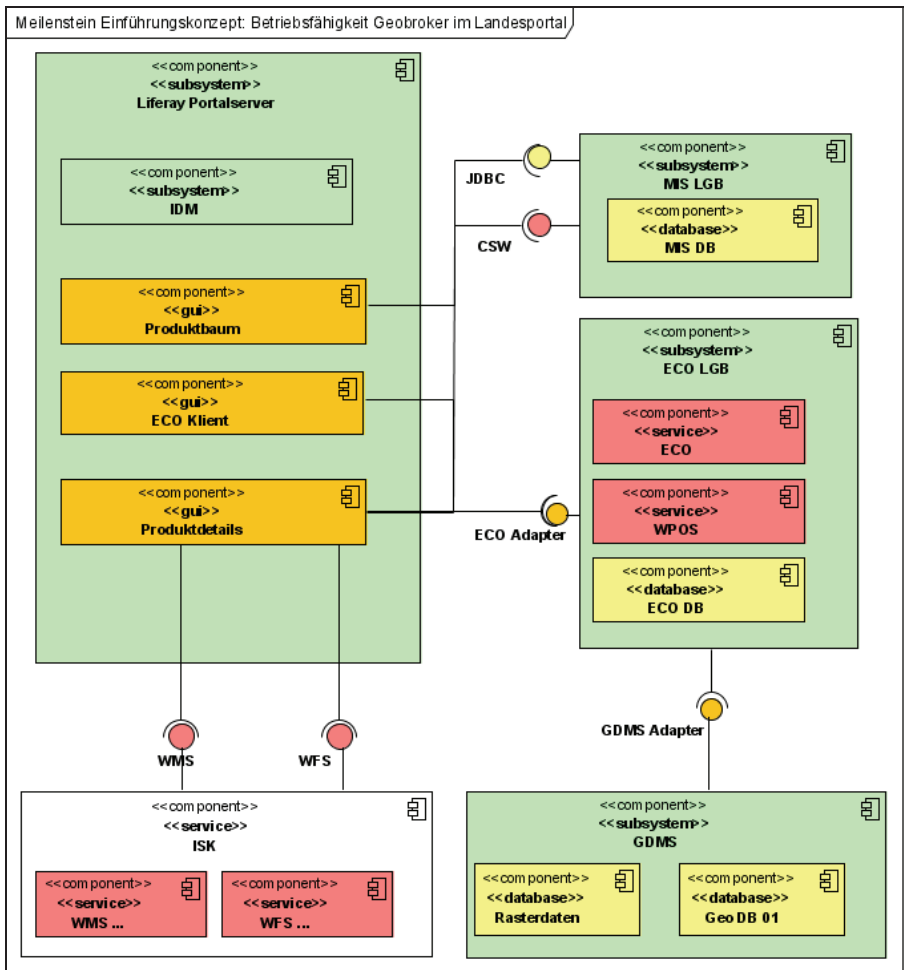 Meilenstein Einführungskonzept: Betriebsfähigkeit Geobroker im Landesportal
<<component>>
<<subsystem>>
Liferay Portalserver
<<component>>
<<subsystem>>
IDM
<<component>>
<<gui>>
Produktbaum
<<component>>
<<gui>>
ECO Klient
<<component>>
<<gui>>
Produktdetails
JDBC
CSW
<<component>>
<<subsystem>>
MIS LGB
<<component>>
<<database>>
MIS DB
<<component>>
<<subsystem>>
ECO LGB
<<component>>
<<service>>
ECO
<<component>>
<<service>>
WPOS
<<component>>
<<database>>
ECO DB
ECO Adapter
GDMS Adapter
WMS
WFS
<<component>>
<<service>>
ISK
<<component>>
<<service>>
WMS ...
<<component>>
<<service>>
WFS ...
<<component>>
<<subsystem>>
GDMS
<<component>>
<<database>>
Rasterdaten
<<component>>
<<database>>
Geo DB 01